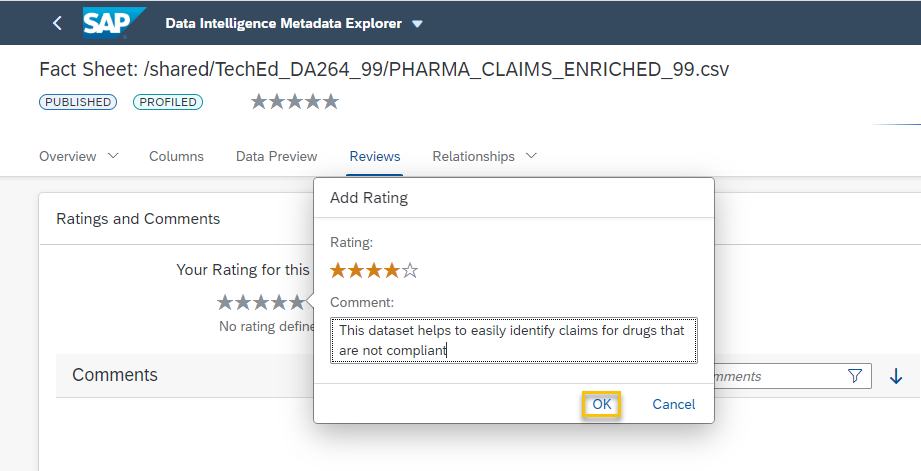 SAP Data Intelligence Metadata Explorer
Fact Sheet: /shared/TechEd_DA264_99/PHARMA_CLAIMS_ENRICHED_99.csv
PUBLISHED PROFILED
Overview Columns Data Preview Reviews Relationships
Add Rating
Ratings and Comments
Rating:
Your Rating for this
Comment:
No rating define
This dataset helps to easily identify claims for drugs that
are not compliant
Comments
mments
OK Cancel